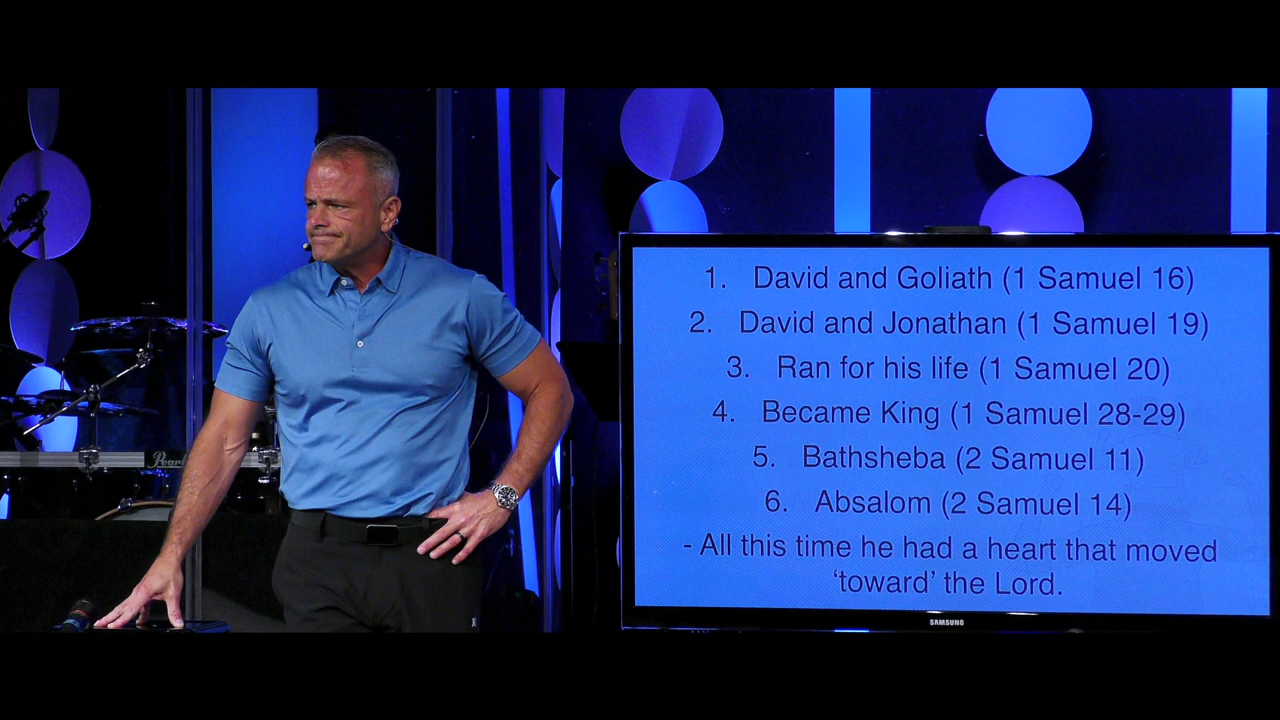 1. David and Goliath (1 Samuel 16)
2. David and Jonathan (1 Samuel 19)
3. Ran for his life (1 Samuel 20)
4. Became King (1 Samuel 28-29)
5. Bathsheba (2 Samuel 11)
6. Absalom (2 Samuel 14)
- All this time he had a heart that moved
‘toward’ the Lord.
SAMSUNG
Pearl